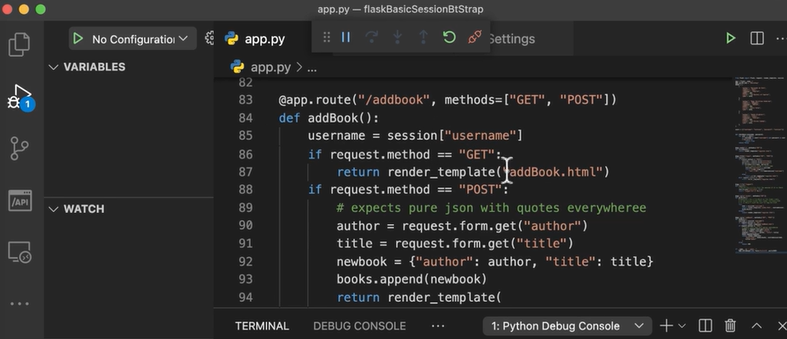 app.py — flaskBasicSessionBtStrap
No Configuration
app.py
Settings
VARIABLES
app.py > ...
82
83 @app.route("/addbook", methods=["GET", "POST"])
84 def addBook():
85 username = session["username"]
86 if request.method == "GET":
87 return render_template("addBook.html")
88 if request.method == "POST":
89 # expects pure json with quotes everywheree
90 author = request.form.get("author")
91 title = request.form.get("title")
92 newbook = {"author": author, "title": title}
93 books.append(newbook)
94 return render_template(
1
/API
WATCH
TERMINAL
DEBUG CONSOLE
...
1: Python Debug Console